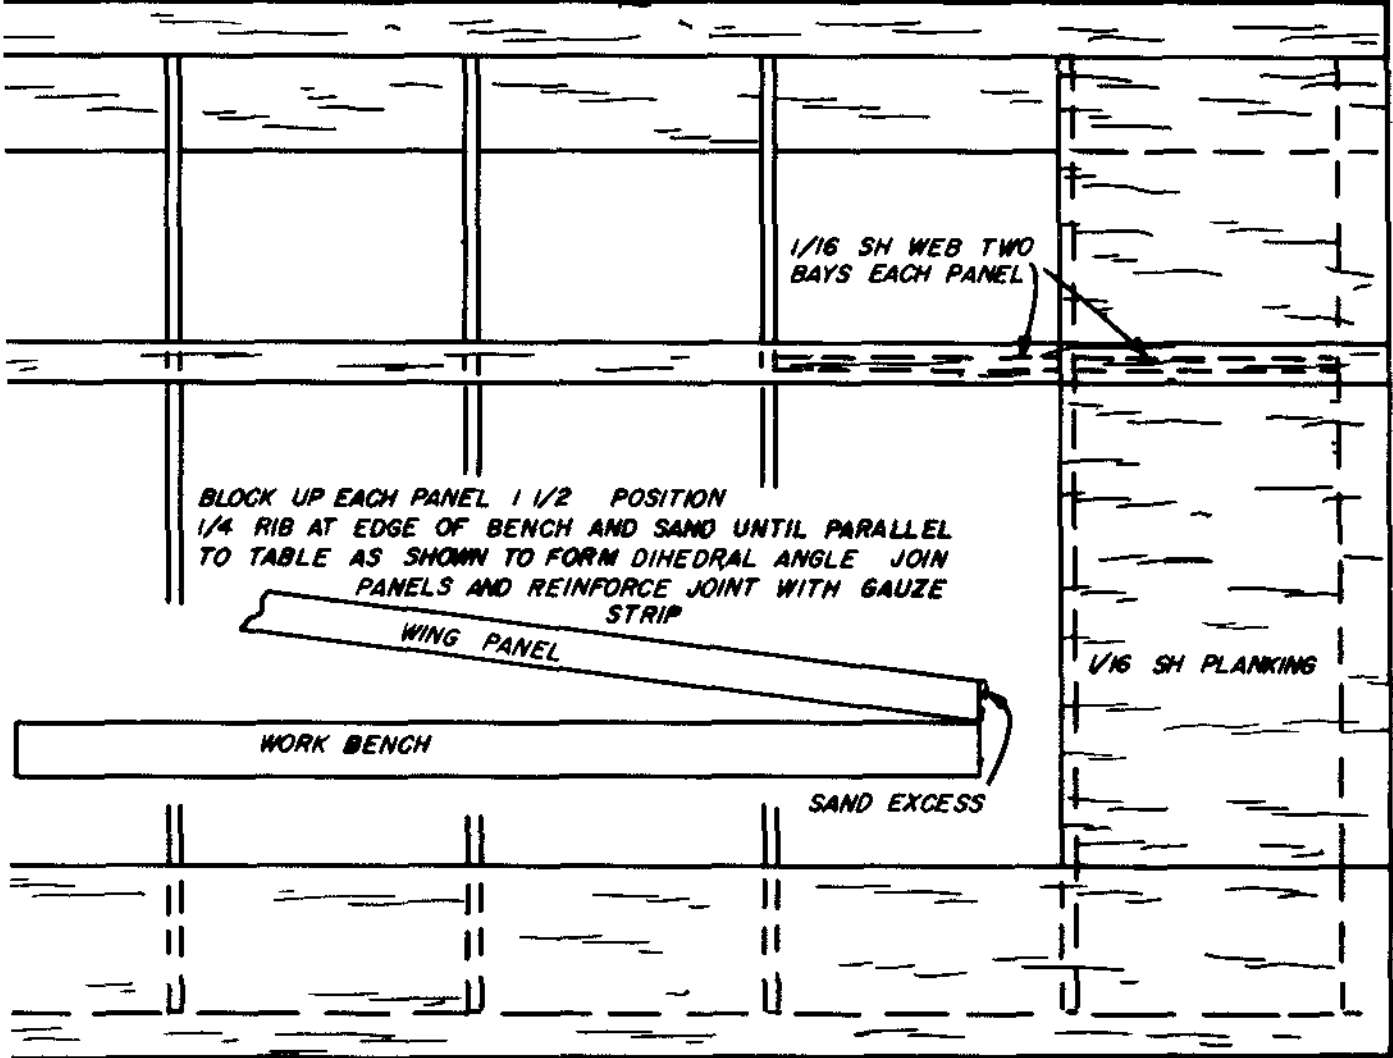 1/16 SH WEB TWO
BAYS EACH PANEL
BLOCK UP EACH PANEL 1 1/2 POSITION
1/4 RIB AT EDGE OF BENCH AND SAND UNTIL PARALLEL
TO TABLE AS SHOWN TO FORM DIHEDRAL ANGLE JOIN
PANELS AND REINFORCE JOINT WITH GAUZE
STRIP
WING PANEL
1/16 SH PLANKING
WORK BENCH
SAND EXCESS